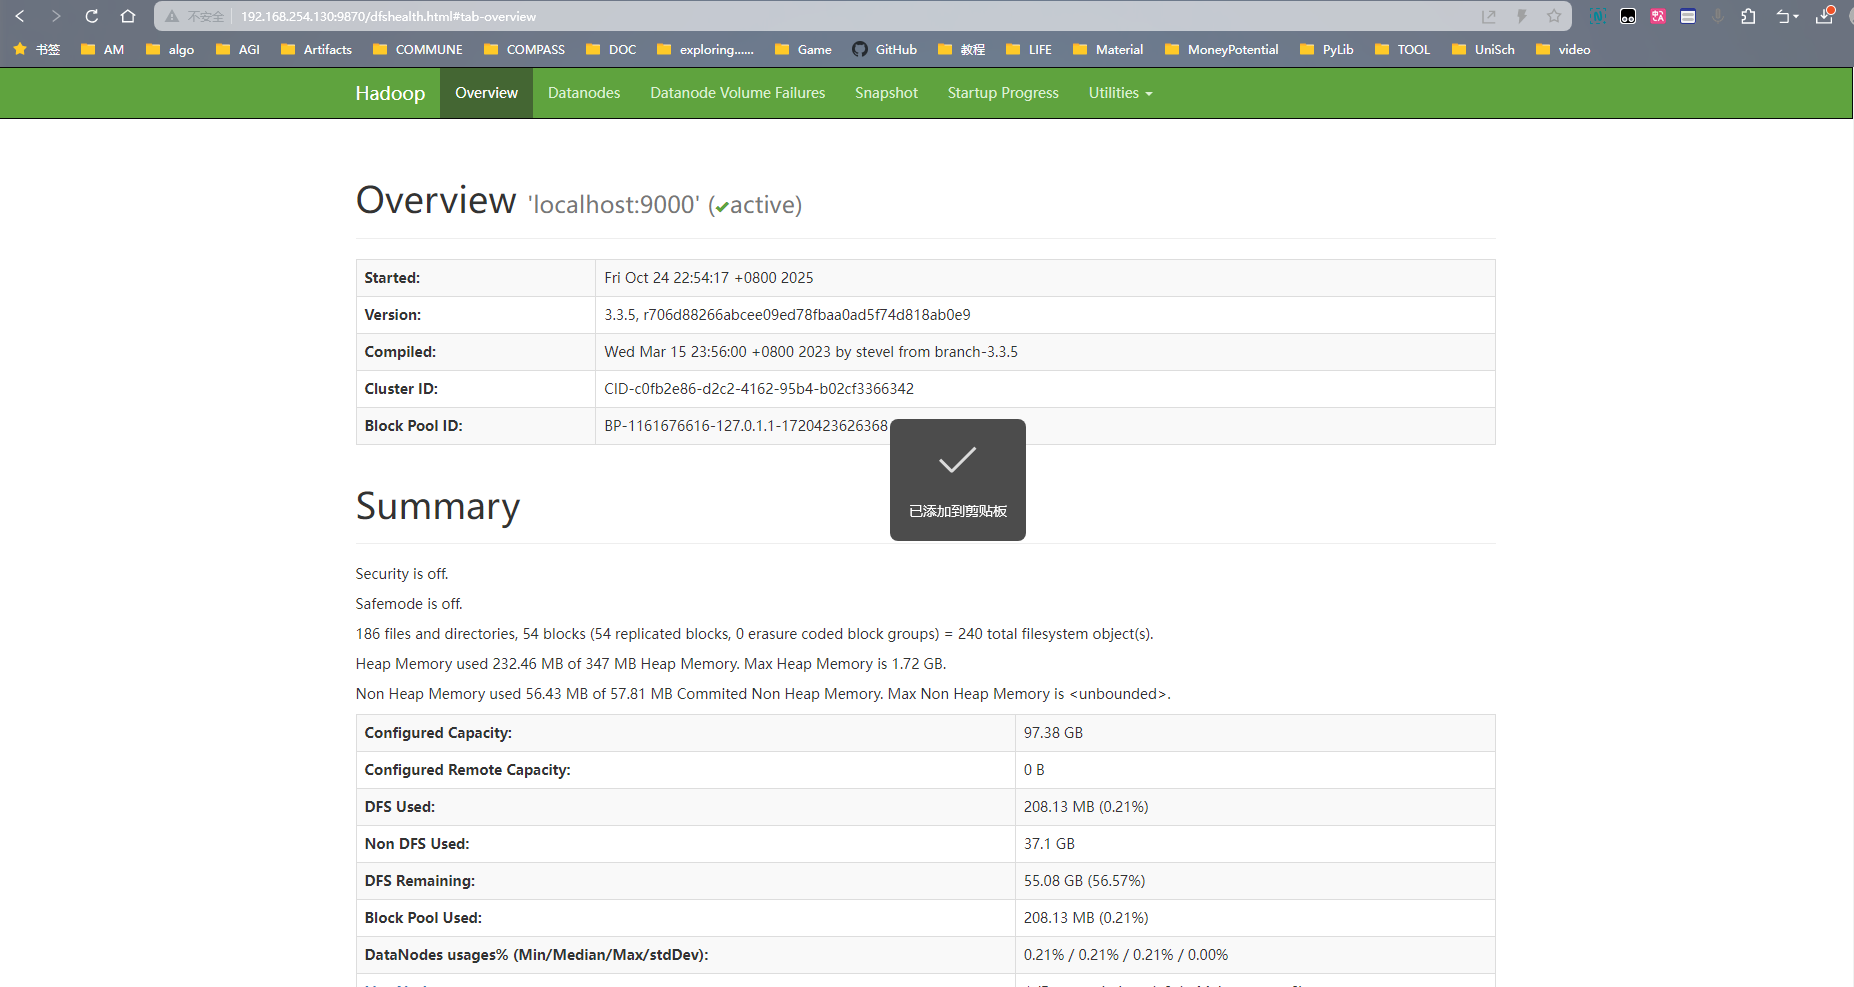 不安全 192.168.254.130:9870/dfshealth.html#tab-overview
书签 AM algo AGI Artifacts COMMUNE COMPASS DOC exploring...... Game GitHub 教程 LIFE Material MoneyPotential PyLib TOOL UniSch video
Hadoop Overview Datanodes Datanode Volume Failures Snapshot Startup Progress Utilities
Overview 'localhost:9000' (✔active)
Started: Fri Oct 24 22:54:17 +0800 2025
Version: 3.3.5, r706d88266abcee09ed78fbaa0ad5f74d818ab0e9
Compiled: Wed Mar 15 23:56:00 +0800 2023 by stevel from branch-3.3.5
Cluster ID: CID-c0fb2e86-d2c2-4162-95b4-b02cf3366342
Block Pool ID: BP-1161676616-127.0.1.1-1720423626368
已添加到剪贴板
Summary
Security is off.
Safemode is off.
186 files and directories, 54 blocks (54 replicated blocks, 0 erasure coded block groups) = 240 total filesystem object(s).
Heap Memory used 232.46 MB of 347 MB Heap Memory. Max Heap Memory is 1.72 GB.
Non Heap Memory used 56.43 MB of 57.81 MB Commited Non Heap Memory. Max Non Heap Memory is <unbounded>.
Configured Capacity: 97.38 GB
Configured Remote Capacity: 0 B
DFS Used: 208.13 MB (0.21%)
Non DFS Used: 37.1 GB
DFS Remaining: 55.08 GB (56.57%)
Block Pool Used: 208.13 MB (0.21%)
DataNodes usages% (Min/Median/Max/stdDev): 0.21% / 0.21% / 0.21% / 0.00%